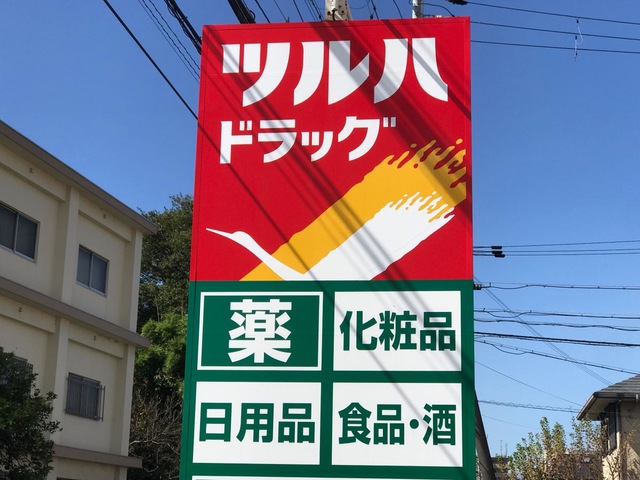 ツルハ
ドラッグ
薬 化粧品
日用品 食品・酒